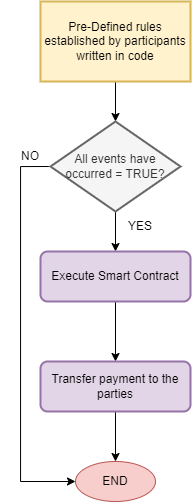 Pre-Defined rules
established by participants
written in code
NO
All events have
occurred = TRUE?
YES
Execute Smart Contract
Transfer payment to the
parties
END